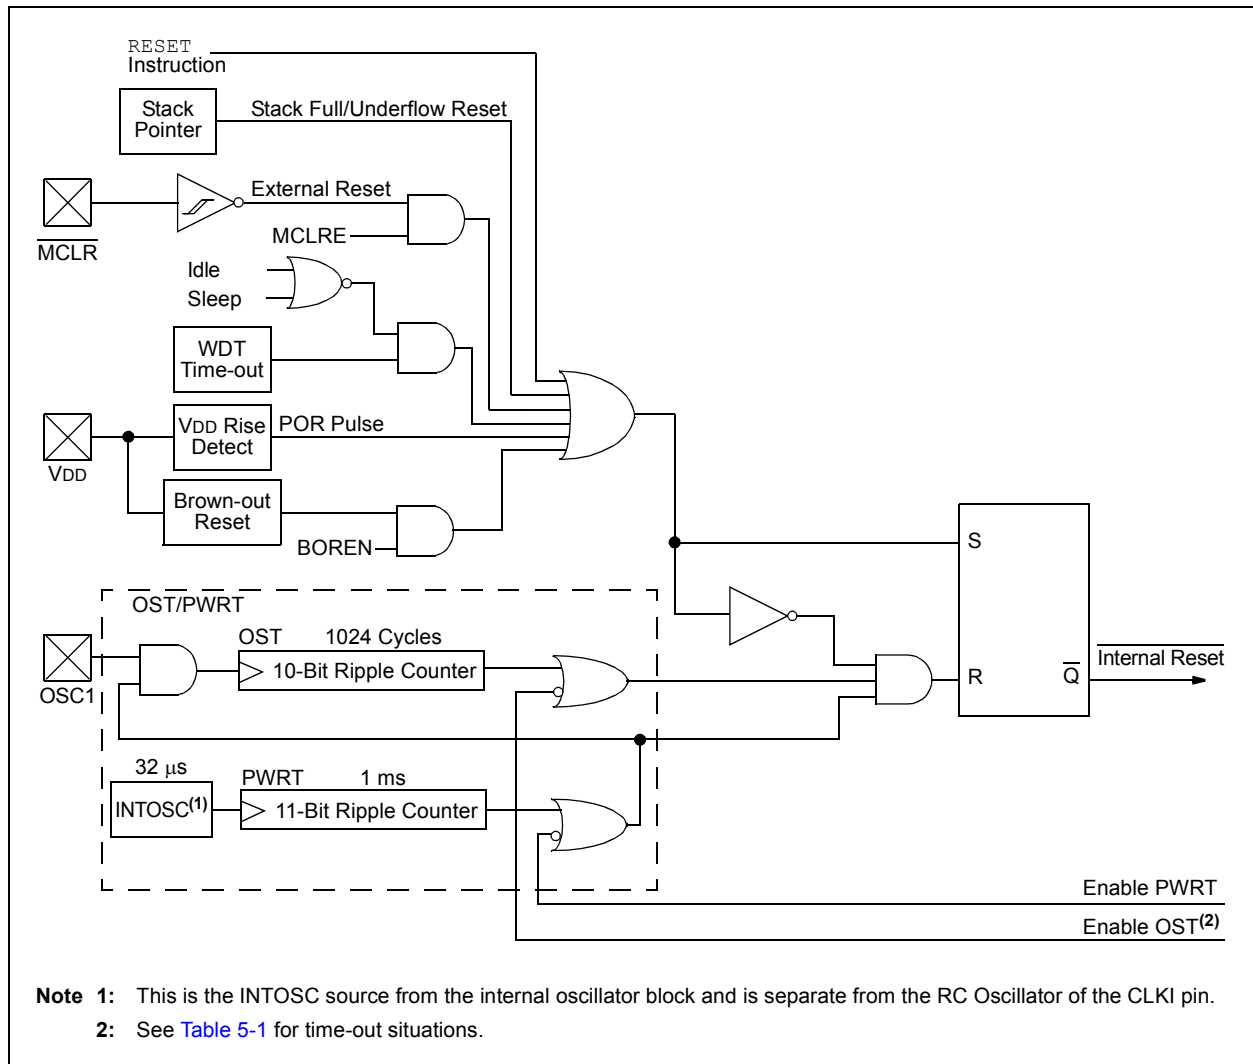 RESET
Instruction
Stack
Pointer
Stack Full/Underflow Reset
External Reset
MCLRE
MCLR
Idle
Sleep
WDT
Time-out
VDD Rise
Detect
POR Pulse
VDD
Brown-out
Reset
BOREN
S
OST/PWRT
OST 1024 Cycles
10-Bit Ripple Counter
OSC1
R
Q
Internal Reset
32 μs
INTOSC(1)
PWRT 1 ms
11-Bit Ripple Counter
Enable PWRT
Enable OST(2)
Note 1: This is the INTOSC source from the internal oscillator block and is separate from the RC Oscillator of the CLKI pin.
2: See Table 5-1 for time-out situations.